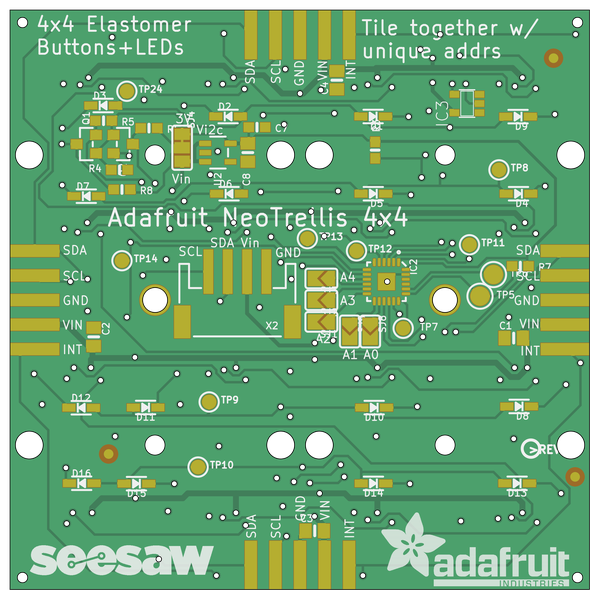 4x4 Elastomer
Buttons+LEDs
Tile together w/
unique addrs
SDA
SCL
GND
VIN
INT
TP24
D3
Q1
R5
R4
R8
D7
3V
Vi2c
Vin
U2
C8
C7
D2
D6
D5
IC3
D9
TP8
D4
Adafruit NeoTrellis 4x4
SDA
SCL
GND
VIN
INT
C2
TP14
SCL
SDA Vin
GND
X2
TP13
TP12
TP11
IC2
A4
A3
A1 A0
TP7
TP5
R7
C1
SDA
SCL
GND
VIN
INT
D12
D11
TP9
D10
D8
TP10
D16
D15
D14
D13
REV
SDA
SCL
GND
VIN
INT
seesaw
adafruit
INDUSTRIES